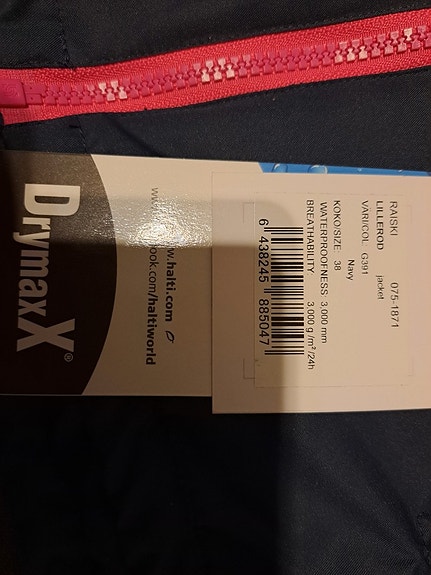 RAISKI 075-1871
LILLEROD jacket
VARI/COL. G391
Navy
KOKO/SIZE 38
WATERPROOFNESS 3,000 mm
BREATHABILITY 3,000 g /m²/24h
6 438245 885047
www.halti.com
book.com/haltiworld
DrymaxX®